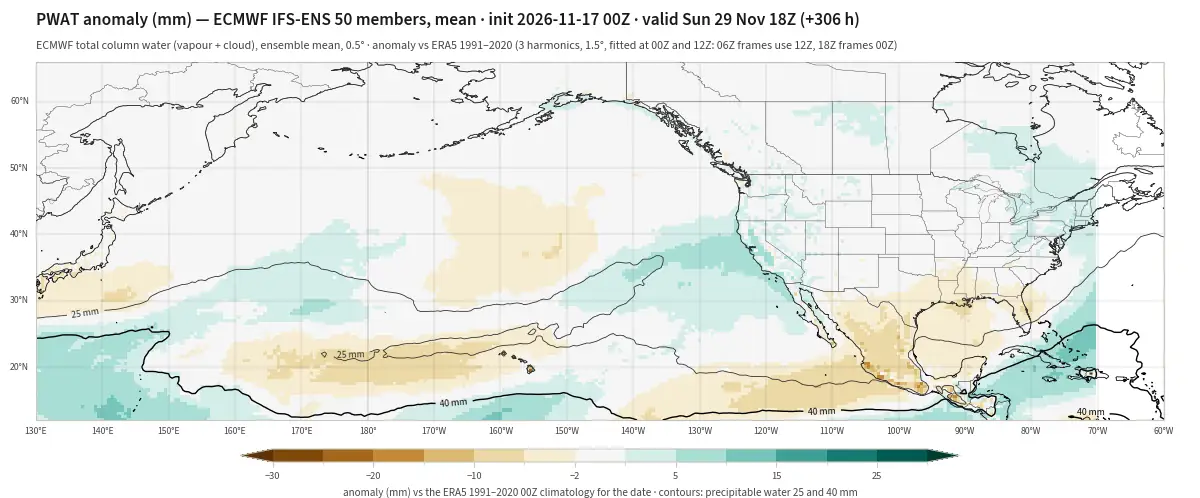 PWAT anomaly (mm) — ECMWF IFS-ENS 50 members, mean · init 2026-11-17 00Z · valid Sun 29 Nov 18Z (+306 h)
ECMWF total column water (vapour + cloud), ensemble mean, 0.5° · anomaly vs ERA5 1991–2020 (3 harmonics, 1.5°, fitted at 00Z and 12Z: 06Z frames use 12Z, 18Z frames 00Z)
60°N
50°N
40°N
30°N
20°N
25 mm
25 mm
40 mm
40 mm
40 mm
130°E 140°E 150°E 160°E 170°E 180° 170°W 160°W 150°W 140°W 130°W 120°W 110°W 100°W 90°W 80°W 70°W 60°W
−30 −20 −10 −2 5 15 25
anomaly (mm) vs the ERA5 1991–2020 00Z climatology for the date · contours: precipitable water 25 and 40 mm